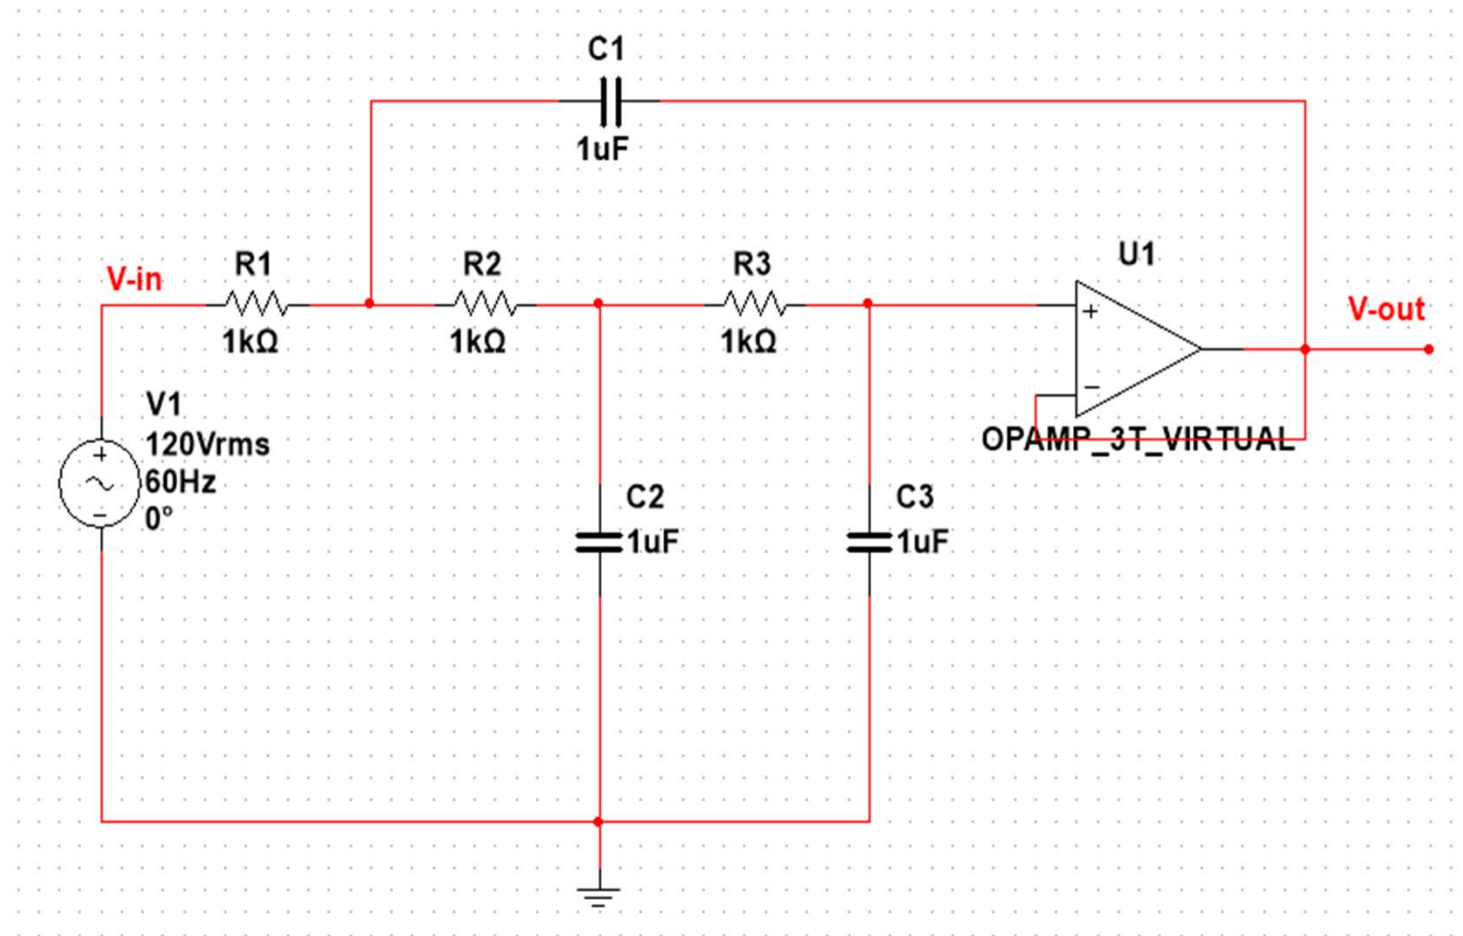 C1
1uF
V-in
R1
1kΩ
R2
1kΩ
R3
1kΩ
U1
+
−
V-out
OPAMP_3T_VIRTUAL
V1
120Vrms
60Hz
0°
+
~
−
C2
1uF
C3
1uF